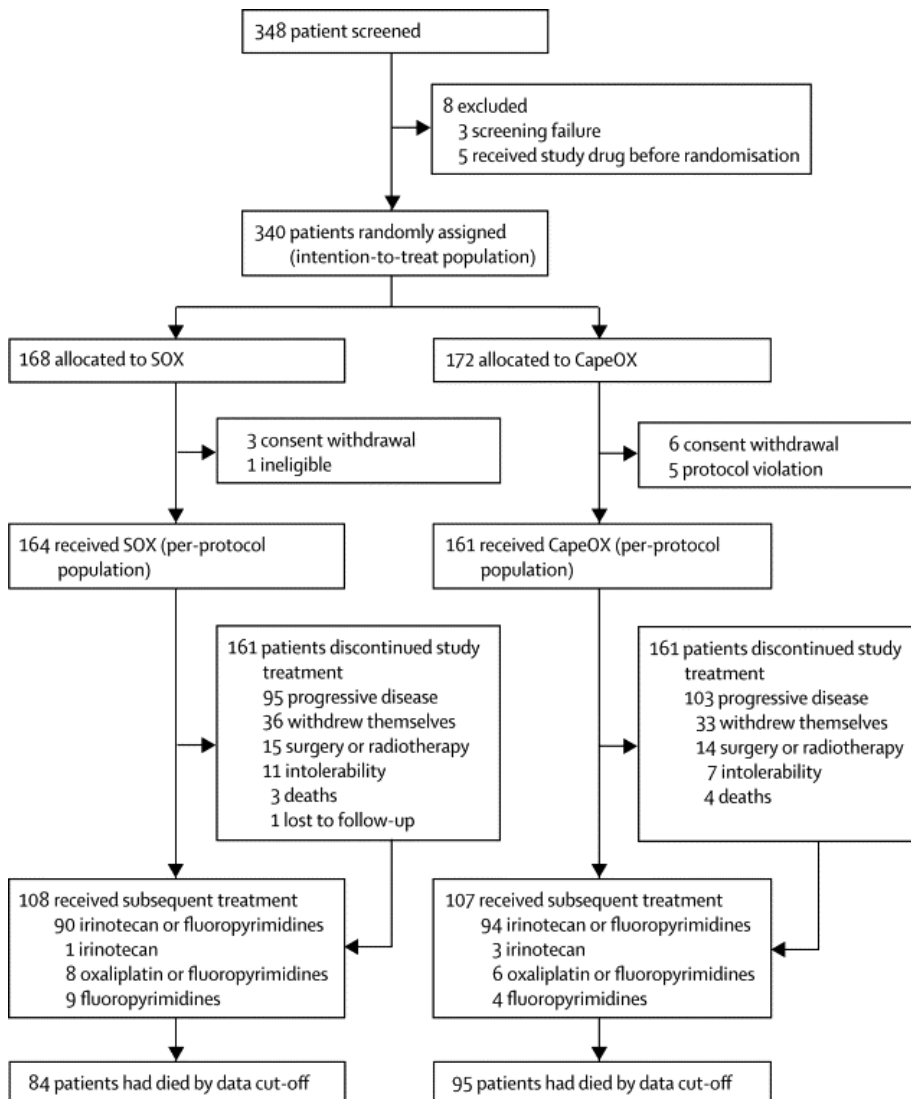 348 patient screened
8 excluded
3 screening failure
5 received study drug before randomisation
340 patients randomly assigned
(intention-to-treat population)
168 allocated to SOX
172 allocated to CapeOX
3 consent withdrawal
1 ineligible
6 consent withdrawal
5 protocol violation
164 received SOX (per-protocol
population)
161 received CapeOX (per-protocol
population)
161 patients discontinued study
treatment
95 progressive disease
36 withdrew themselves
15 surgery or radiotherapy
11 intolerability
3 deaths
1 lost to follow-up
161 patients discontinued study
treatment
103 progressive disease
33 withdrew themselves
14 surgery or radiotherapy
7 intolerability
4 deaths
108 received subsequent treatment
90 irinotecan or fluoropyrimidines
1 irinotecan
8 oxaliplatin or fluoropyrimidines
9 fluoropyrimidines
107 received subsequent treatment
94 irinotecan or fluoropyrimidines
3 irinotecan
6 oxaliplatin or fluoropyrimidines
4 fluoropyrimidines
84 patients had died by data cut-off
95 patients had died by data cut-off